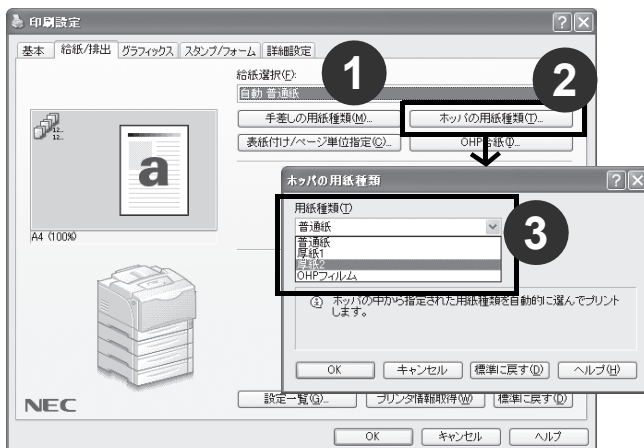 印刷設定
基本 給紙/排出 グラフィックス スタンプ/フォーム 詳細設定
給紙選択(F):
自動 普通紙
1
2
手差しの用紙種類(M)...
ホッパの用紙種類(T)...
表紙付け/ページ単位指定(C)...
OHP合紙(I)...
12..
12..
a
A4 (100%)
ホッパの用紙種類
用紙種類(T)
普通紙
普通紙
厚紙1
厚紙2
OHPフィルム
3
ホッパの中から指定された用紙種類を自動的に選んでプリント
します。
OK キャンセル 標準に戻す(D) ヘルプ(H)
NEC
設定一覧(G)... プリンタ情報取得(W) 標準に戻す(D)
OK キャンセル ヘルプ